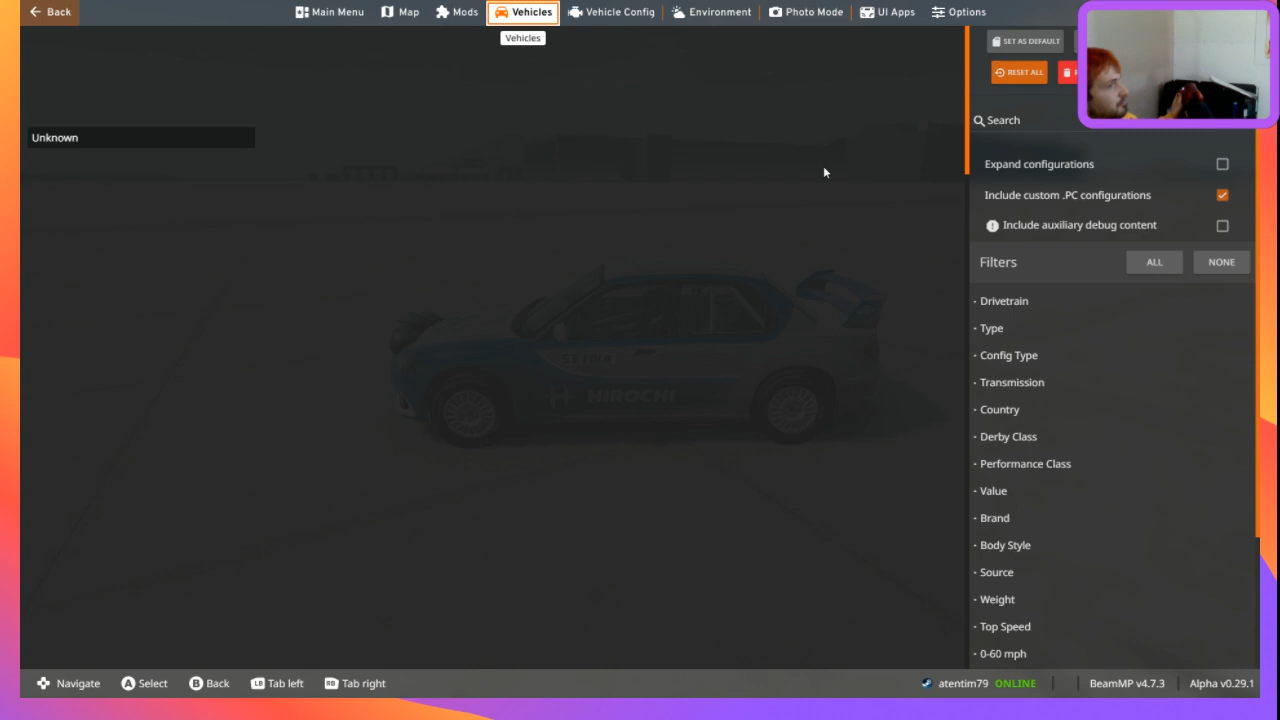 Back
Main Menu
Map
Mods
Vehicles
Vehicle Config
Environment
Photo Mode
UI Apps
Options
Vehicles
SET AS DEFAULT
RESET ALL
Unknown
Search
Expand configurations
Include custom .PC configurations
Include auxiliary debug content
Filters
ALL
NONE
- Drivetrain
- Type
- Config Type
- Transmission
- Country
- Derby Class
- Performance Class
- Value
- Brand
- Body Style
- Source
- Weight
- Top Speed
- 0-60 mph
HIROCHI
Navigate
A Select
B Back
LB Tab left
RB Tab right
atentim79 ONLINE
BeamMP v4.7.3
Alpha v0.29.1